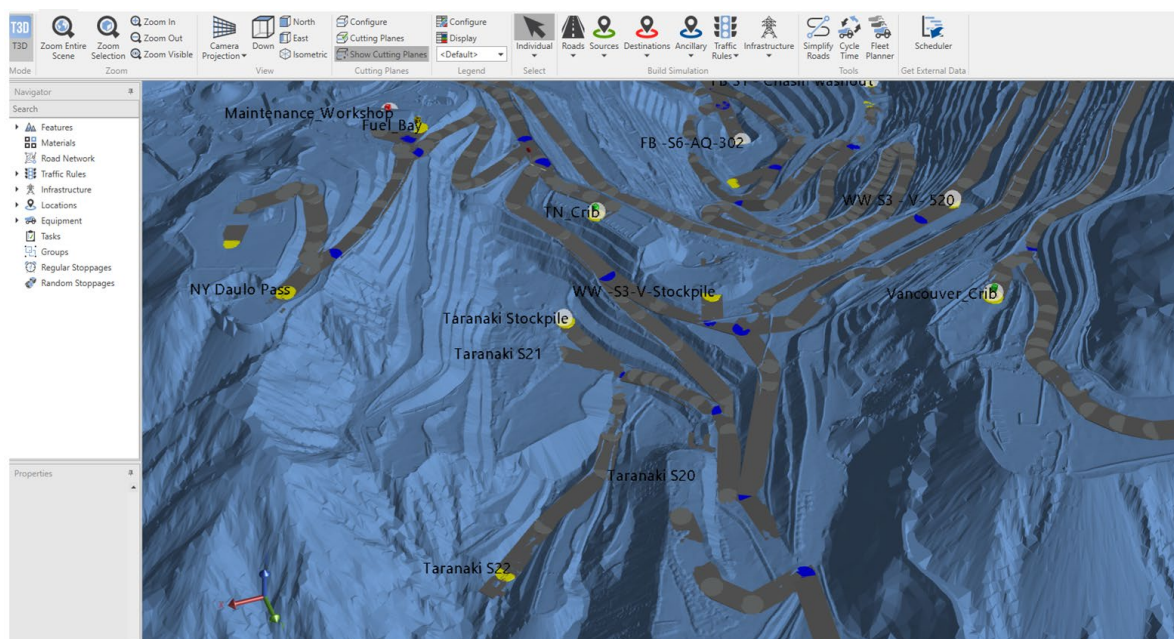 T3D
T3D
Mode
Zoom Entire Scene
Zoom Selection
Zoom In
Zoom Out
Zoom Visible
Zoom
Camera Projection
Down
North
East
Isometric
View
Configure
Cutting Planes
Show Cutting Planes
Cutting Planes
Configure
Display
<Default>
Legend
Individual
Select
Roads
Sources
Destinations
Ancillary
Traffic Rules
Infrastructure
Build Simulation
Simplify Roads
Cycle Time
Fleet Planner
Tools
Scheduler
Get External Data
Navigator
Search
Features
Materials
Road Network
Traffic Rules
Infrastructure
Locations
Equipment
Tasks
Groups
Regular Stoppages
Random Stoppages
Properties
Maintenance_Workshop
Fuel_Bay
FB -S6-AQ-302
WW S3 - V- 520
TN_Crib
NY Daulo Pass
WW -S3-V-Stockpile
Vancouver_Crib
Taranaki Stockpile
Taranaki S21
Taranaki S20
Taranaki S22
X